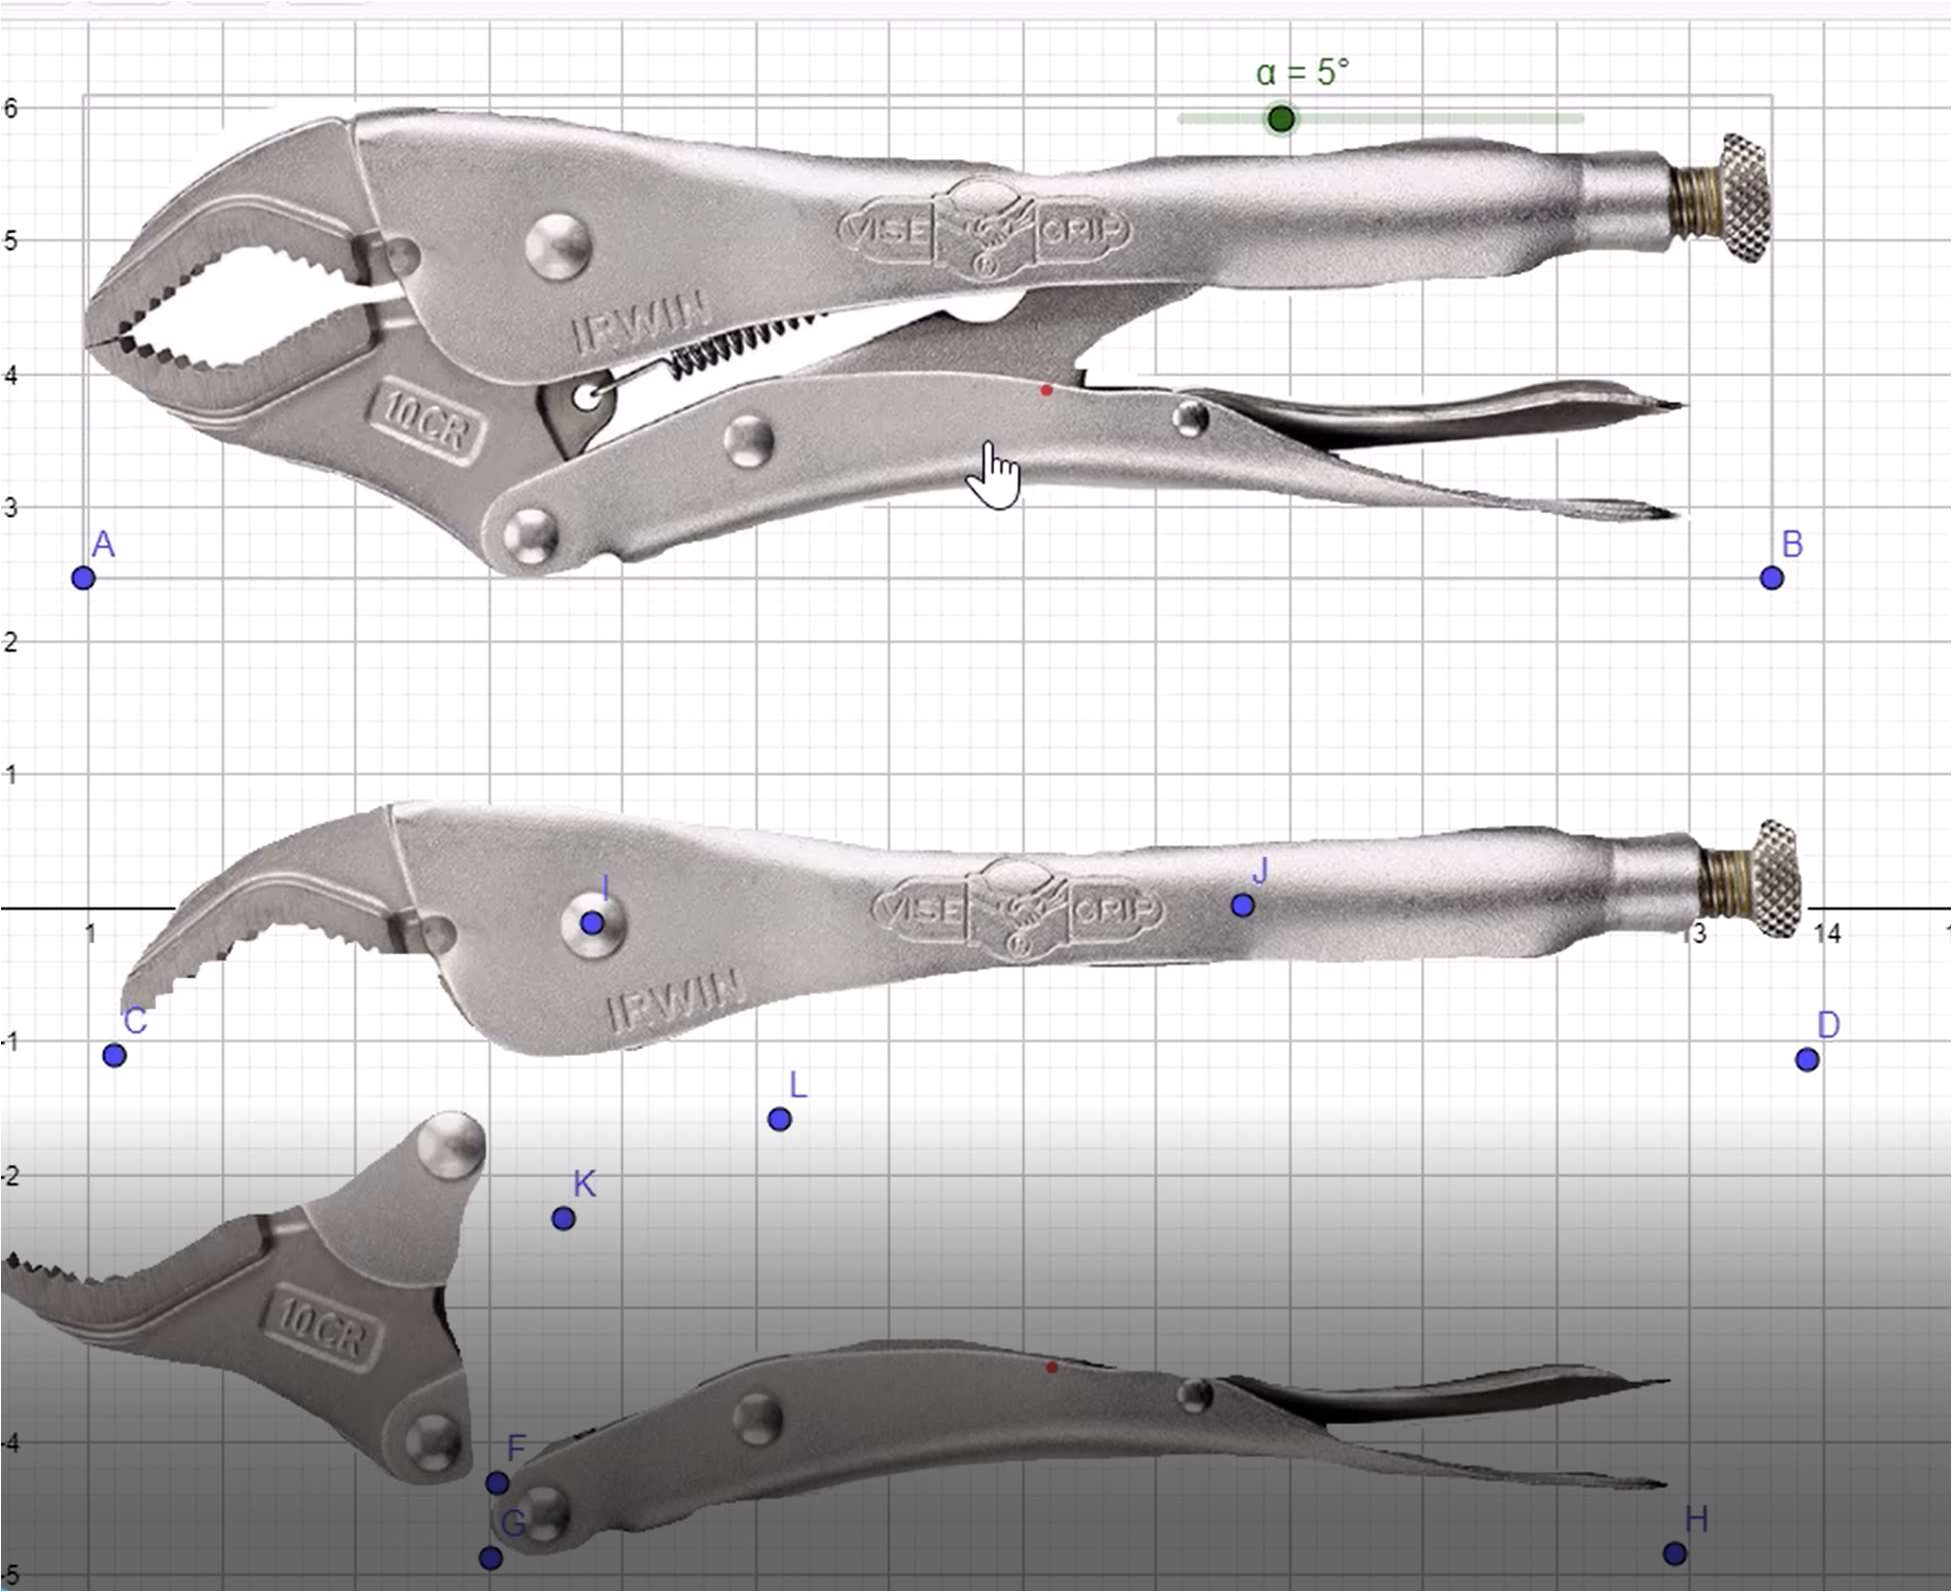 α = 5°
6
5
VISE GRIP
®
IRWIN
4
10CR
3
A
B
2
1
I
J
VISE GRIP
®
1
13
14
IRWIN
C
D
-1
L
K
-2
10CR
-4
F
G
H
-5